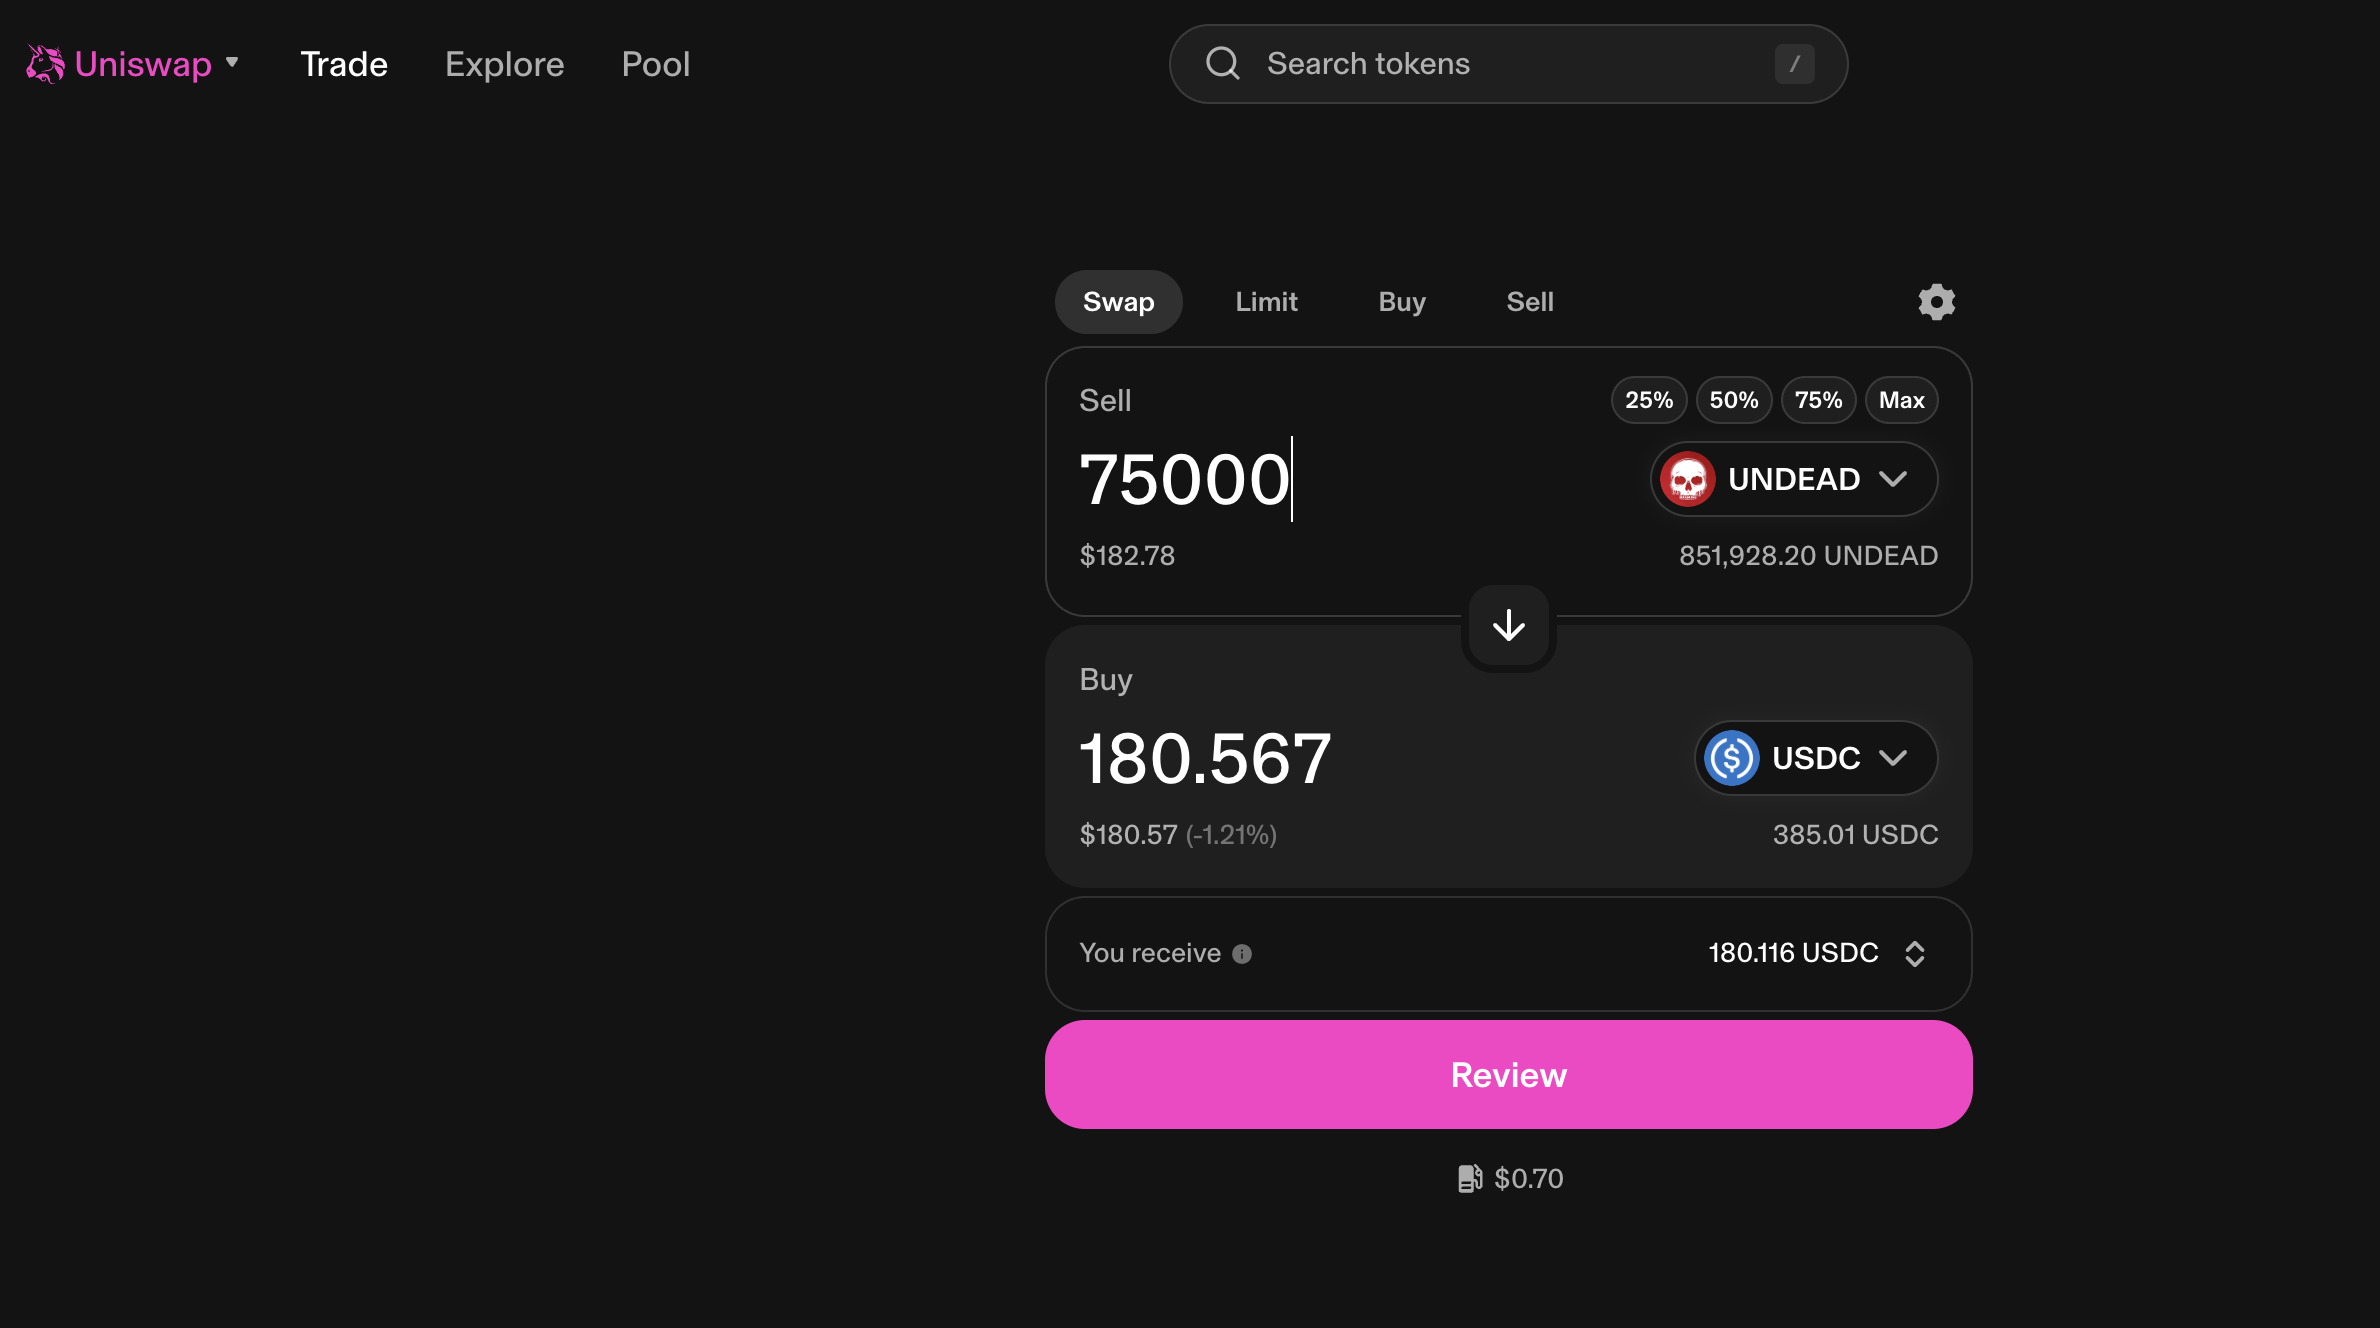 Uniswap Trade Explore Pool Search tokens /
Swap Limit Buy Sell
Sell 25% 50% 75% Max
75000 UNDEAD
$182.78 851,928.20 UNDEAD
Buy
180.567 USDC
$180.57 (-1.21%) 385.01 USDC
You receive 180.116 USDC
Review
$0.70